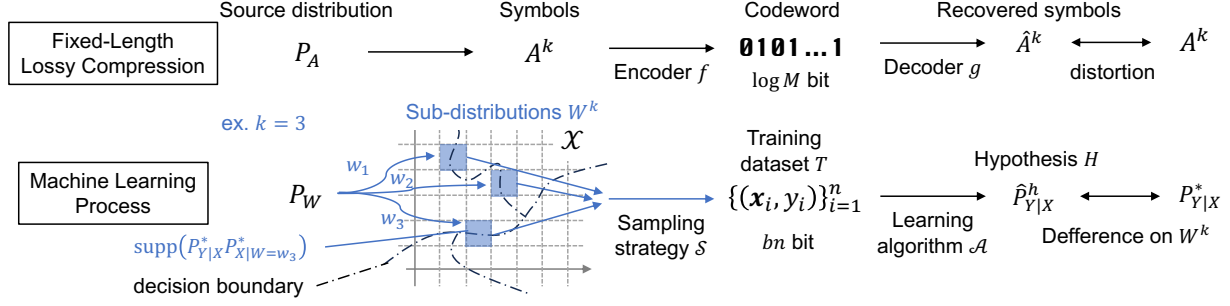 Source distribution
Symbols
Codeword
Recovered symbols
Fixed-Length
Lossy Compression
P_A
A^k
0101...1
Â^k
A^k
Encoder f
log M bit
Decoder g
distortion
Sub-distributions W^k
ex. k = 3
𝒳
Training
dataset T
Hypothesis H
w_1
w_2
w_3
Machine Learning
Process
P_W
{(𝒙_i, y_i)}_{i=1}^n
P̂^h_{Y|X}
P^*_{Y|X}
Sampling
strategy 𝒮
bn bit
Learning
algorithm 𝒜
Defference on W^k
supp(P^*_{Y|X} P^*_{X|W=w_3})
decision boundary